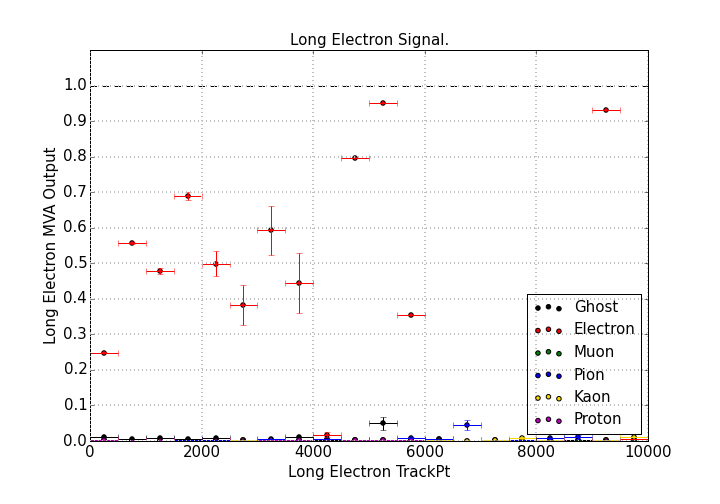 Long Electron Signal.
Long Electron MVA Output
1.0
0.9
0.8
0.7
0.6
0.5
0.4
0.3
0.2
0.1
0.0
Ghost
Electron
Muon
Pion
Kaon
Proton
0 2000 4000 6000 8000 10000
Long Electron TrackPt